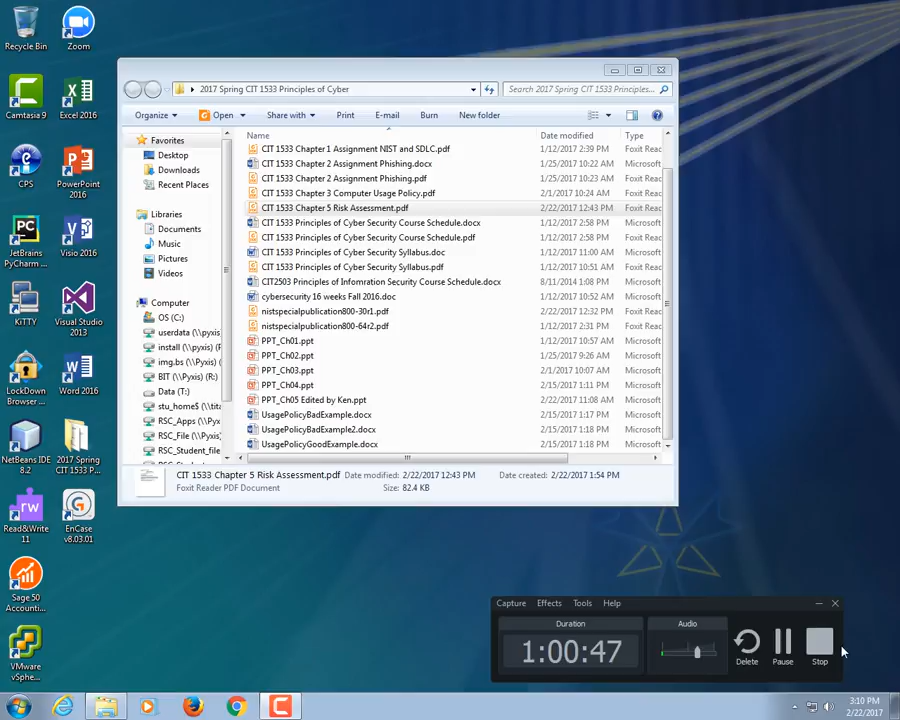 Recycle Bin
Zoom
Camtasia 9
Excel 2016
CPS
PowerPoint 2016
JetBrains PyCharm ...
Visio 2016
KiTTY
Visual Studio 2013
LockDown Browser ...
Word 2016
NetBeans IDE 8.2
2017 Spring CIT 1533 P...
Read&Write 11
EnCase v8.03.01
Sage 50 Accounti...
VMware vSphe...
2017 Spring CIT 1533 Principles of Cyber
Search 2017 Spring CIT 1533 Principles...
Organize
Open
Share with
Print
E-mail
Burn
New folder
Favorites
Desktop
Downloads
Recent Places
Libraries
Documents
Music
Pictures
Videos
Computer
OS (C:)
userdata (\\pyxis)
install (\\pyxis) (
img.bs (\\Pyxis)
BIT (\\Pyxis) (R:)
Data (T:)
stu_home$ (\\tita
RSC_Apps (\\Pyx
RSC_File (\\Pyxis
RSC_Student_file
Name
Date modified
Type
CIT 1533 Chapter 1 Assignment NIST and SDLC.pdf 1/12/2017 2:39 PM Foxit Reac
CIT 1533 Chapter 2 Assignment Phishing.docx 1/25/2017 10:22 AM Microsoft
CIT 1533 Chapter 2 Assignment Phishing.pdf 1/25/2017 10:23 AM Foxit Reac
CIT 1533 Chapter 3 Computer Usage Policy.pdf 2/1/2017 10:24 AM Foxit Reac
CIT 1533 Chapter 5 Risk Assessment.pdf 2/22/2017 12:43 PM Foxit Reac
CIT 1533 Principles of Cyber Security Course Schedule.docx 1/12/2017 2:58 PM Microsoft
CIT 1533 Principles of Cyber Security Course Schedule.pdf 1/12/2017 2:58 PM Foxit Reac
CIT 1533 Principles of Cyber Security Syllabus.doc 1/12/2017 11:00 AM Microsoft
CIT 1533 Principles of Cyber Security Syllabus.pdf 1/12/2017 10:51 AM Foxit Reac
CIT2503 Principles of Infomration Security Course Schedule.docx 8/11/2014 1:08 PM Microsoft
cybersecurity 16 weeks Fall 2016.doc 1/12/2017 10:52 AM Microsoft
nistspecialpublication800-30r1.pdf 2/22/2017 12:32 PM Foxit Reac
nistspecialpublication800-64r2.pdf 1/12/2017 2:31 PM Foxit Reac
PPT_Ch01.ppt 1/12/2017 10:57 AM Microsoft
PPT_Ch02.ppt 1/25/2017 9:26 AM Microsoft
PPT_Ch03.ppt 2/1/2017 10:07 AM Microsoft
PPT_Ch04.ppt 2/15/2017 1:11 PM Microsoft
PPT_Ch05 Edited by Ken.ppt 2/22/2017 11:08 AM Microsoft
UsagePolicyBadExample.docx 2/15/2017 1:17 PM Microsoft
UsagePolicyBadExample2.docx 2/15/2017 1:18 PM Microsoft
UsagePolicyGoodExample.docx 2/15/2017 1:18 PM Microsoft
CIT 1533 Chapter 5 Risk Assessment.pdf Date modified: 2/22/2017 12:43 PM Date created: 2/22/2017 1:54 PM
Foxit Reader PDF Document Size: 82.4 KB
Capture Effects Tools Help
Duration
Audio
1:00:47
Delete
Pause
Stop
3:10 PM
2/22/2017